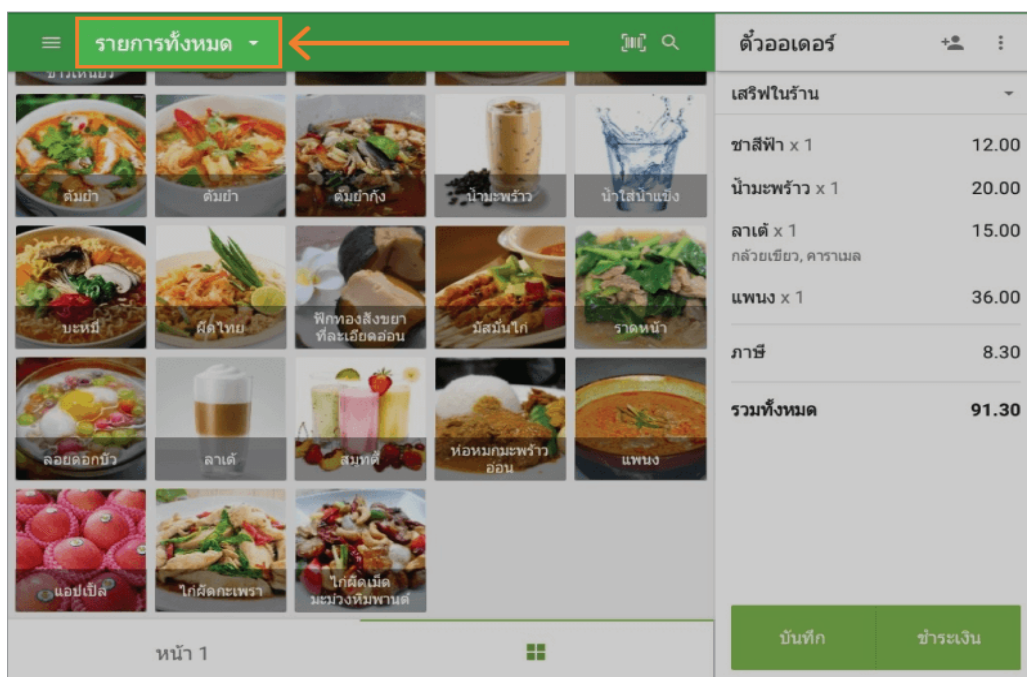 รายการทั้งหมด
ตั๋วออเดอร์
เสริฟในร้าน
ชาสีฟ้า x 1 12.00
น้ำมะพร้าว x 1 20.00
ลาเต้ x 1 15.00
กล้วยเขียว, คาราเมล
แพนง x 1 36.00
ภาษี 8.30
รวมทั้งหมด 91.30
บันทึก ชำระเงิน
ข้าวเหนียว
ต้มยำ ต้มยำ ต้มยำกุ้ง น้ำมะพร้าว น้ำใส่น้ำแข็ง
บะหมี่ ผัดไทย ฟักทองสังขยา มัสมั่นไก่ ราดหน้า
ที่ละเอียดอ่อน
ลอยดอกบัว ลาเต้ สมูทตี้ ห่อหมกมะพร้าว แพนง
อ่อน
แอปเปิ้ล ไก่ผัดกะเพรา ไก่ผัดเม็ด
มะม่วงหิมพานต์
หน้า 1